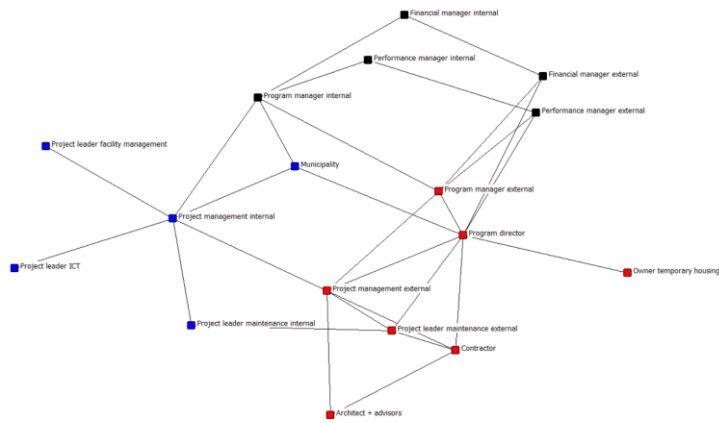 Financial manager internal
Performance manager internal
Financial manager external
Program manager internal
Performance manager external
Project leader facility management
Municipality
Program manager external
Project management internal
Program director
Project leader ICT
Owner temporary housing
Project management external
Project leader maintenance internal
Project leader maintenance external
Contractor
Architect + advisors